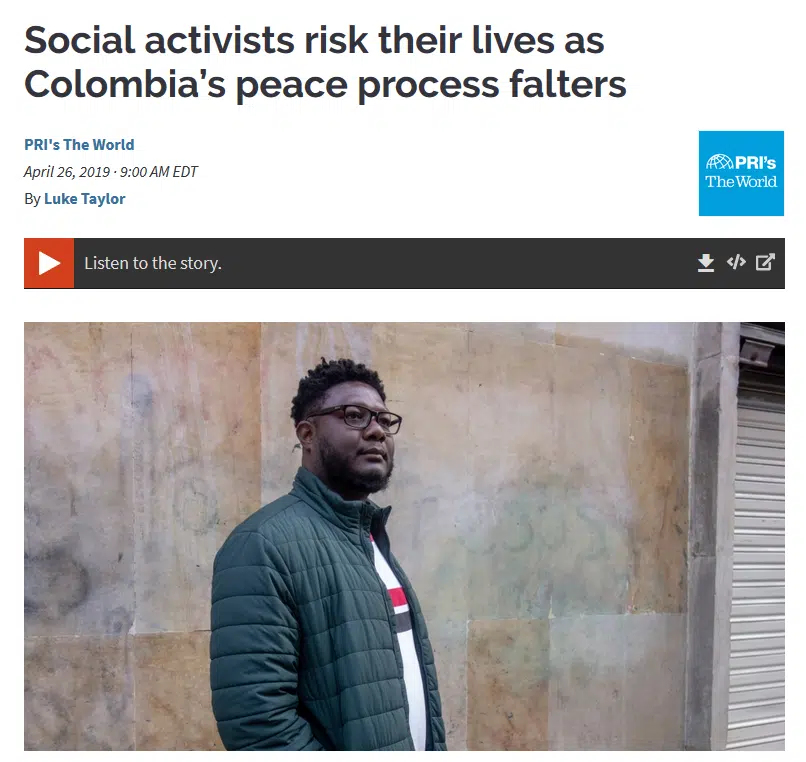 Social activists risk their lives as
Colombia’s peace process falters
PRI's The World
April 26, 2019 · 9:00 AM EDT
By Luke Taylor
PRI's
The World
Listen to the story.